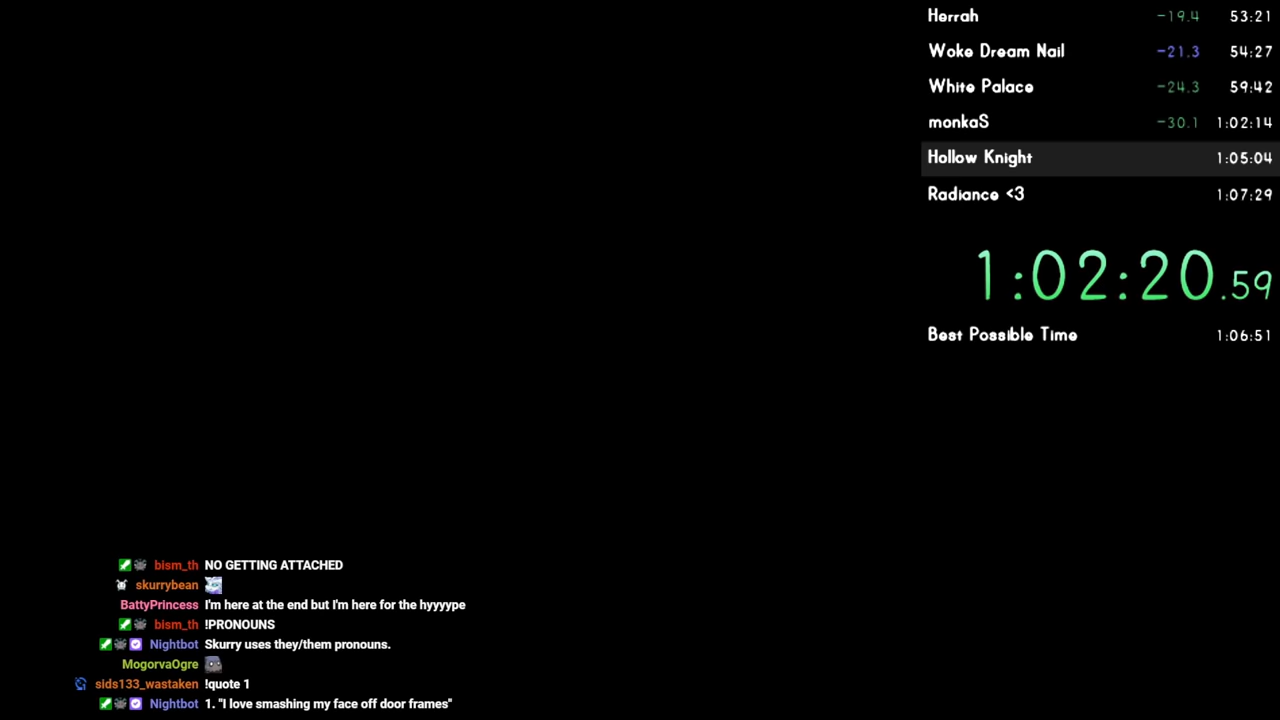 Herrah -19.4 53:21
Woke Dream Nail -21.3 54:27
White Palace -24.3 59:42
monkaS -30.1 1:02:14
Hollow Knight 1:05:04
Radiance <3 1:07:29
1:02:20.59
Best Possible Time 1:06:51
bism_th NO GETTING ATTACHED
skurrybean
BattyPrincess I'm here at the end but I'm here for the hyyyype
bism_th !PRONOUNS
Nightbot Skurry uses they/them pronouns.
MogorvaOgre
sids133_wastaken !quote 1
Nightbot 1. "I love smashing my face off door frames"